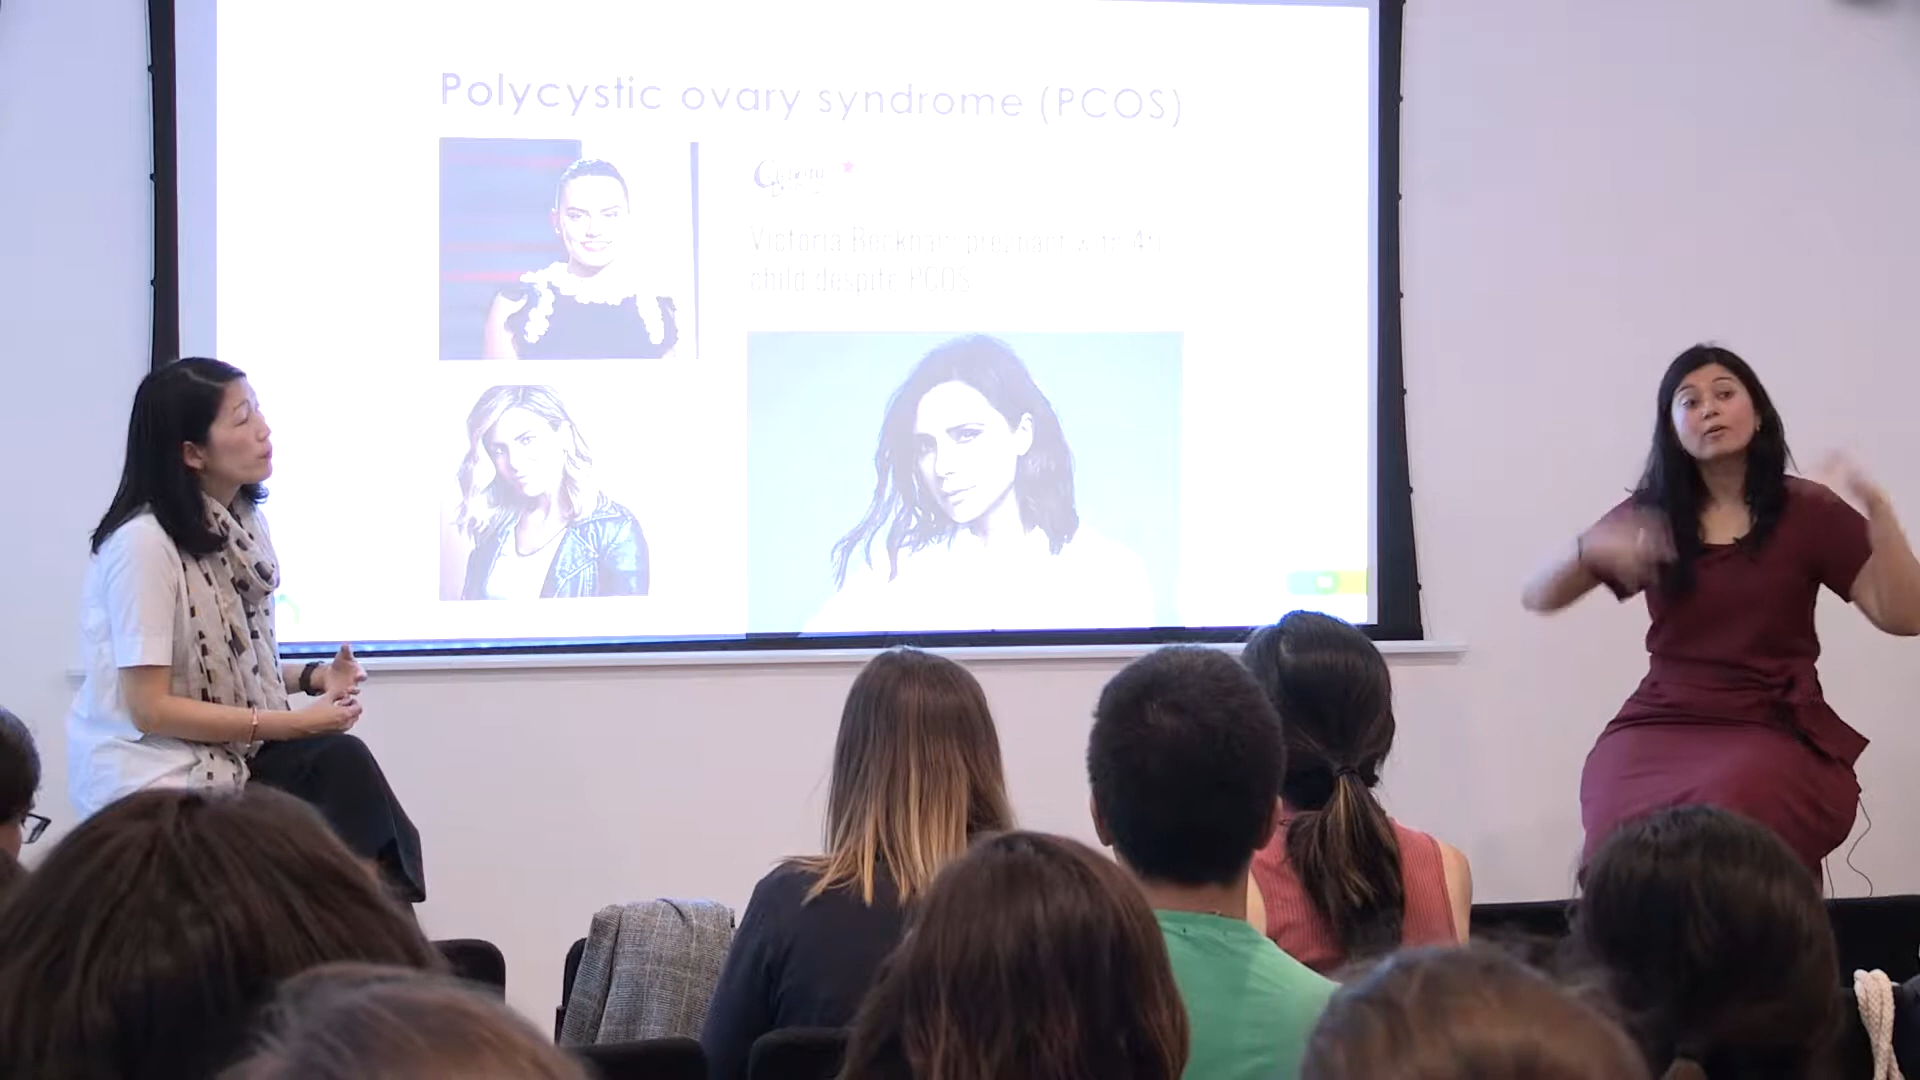 Polycystic ovary syndrome (PCOS)
Victoria Beckham pregnant with 4th
child despite PCOS